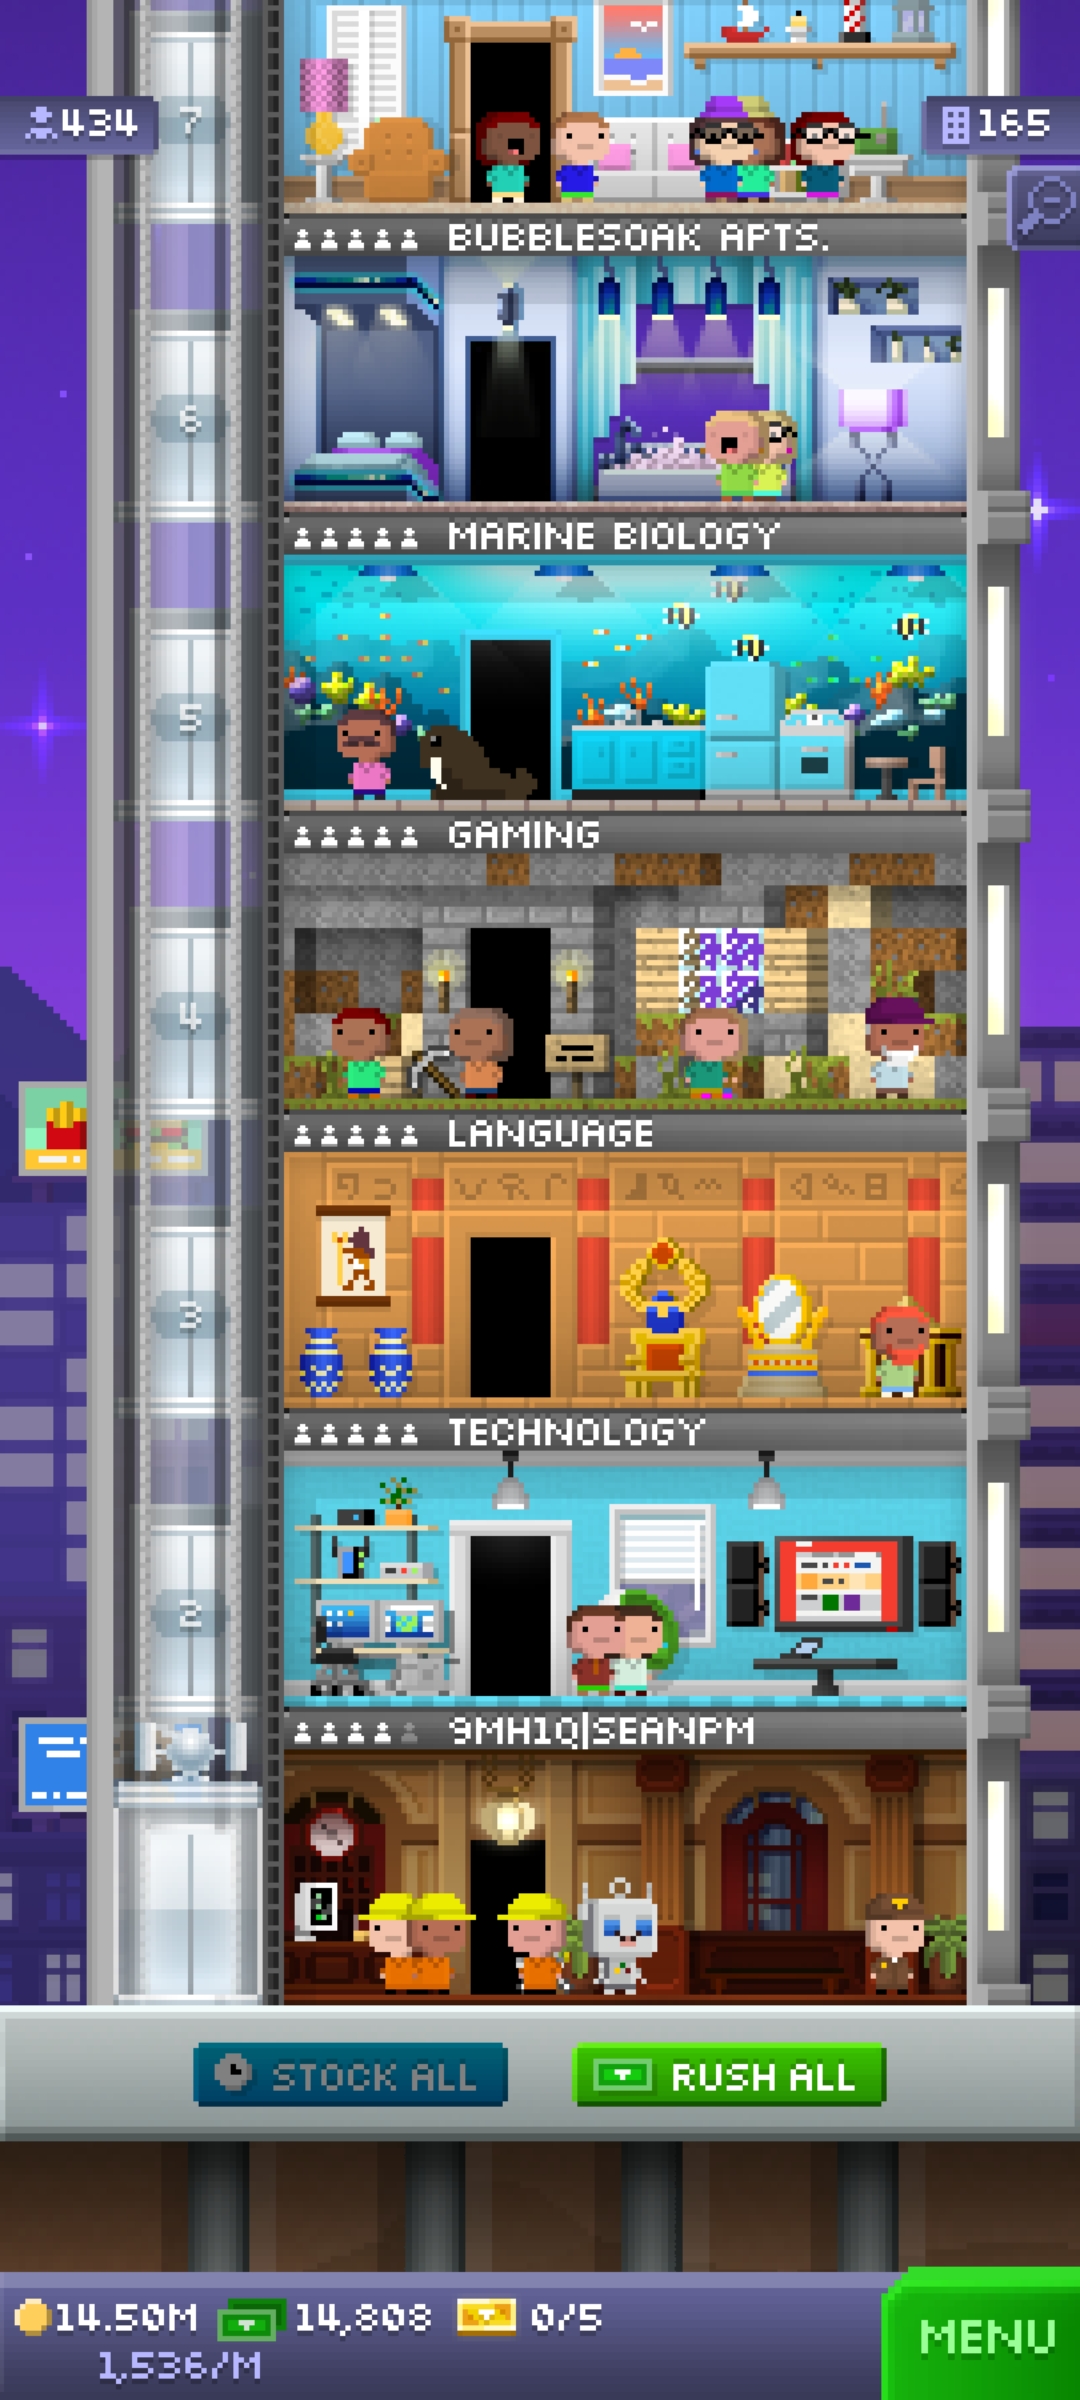 434
7
165
BUBBLESOAK APTS.
6
MARINE BIOLOGY
5
GAMING
4
LANGUAGE
3
TECHNOLOGY
2
9MH1Q|SEANPM
STOCK ALL
RUSH ALL
14.50M
14,808
0/5
1,536/M
MENU